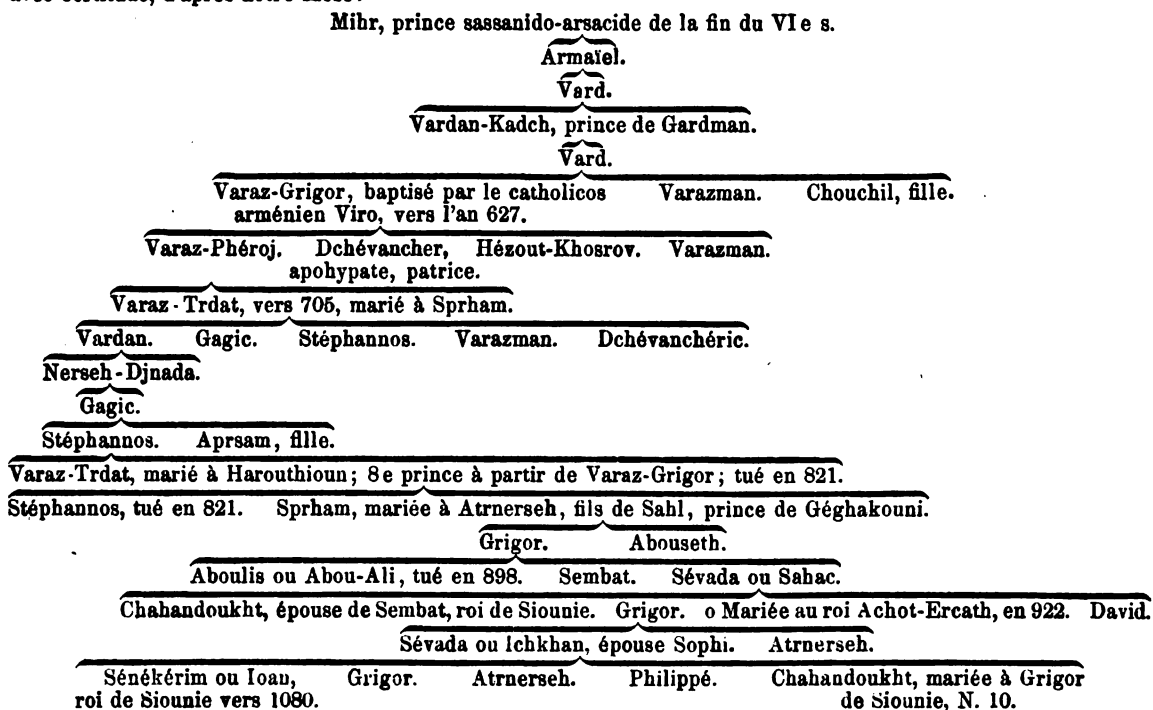 Mihr, prince sassanido-arsacide de la fin du VIe s.
Armaïel.
Vard.
Vardan-Kadch, prince de Gardman.
Vard.
Varaz-Grigor, baptisé par le catholicos Varazman. Chouchil, fille.
arménien Viro, vers l'an 627.
Varaz-Phéroj. Dchévancher, Hézout-Khosrov. Varazman.
apohypate, patrice.
Varaz-Trdat, vers 705, marié à Sprham.
Vardan. Gagic. Stéphannos. Varazman. Dchévanchéric.
Nerseh-Djnada.
Gagic.
Stéphannos. Aprsam, fille.
Varaz-Trdat, marié à Harouthioun; 8e prince à partir de Varaz-Grigor; tué en 821.
Stéphannos, tué en 821. Sprham, mariée à Atrnerseh, fils de Sahl, prince de Géghakouni.
Grigor. Abouseth.
Aboulis ou Abou-Ali, tué en 898. Sembat. Sévada ou Sahac.
Chahandoukht, épouse de Sembat, roi de Siounie. Grigor. o Mariée au roi Achot-Ercath, en 922. David.
Sévada ou Ichkhan, épouse Sophi. Atrnerseh.
Sénékérim ou Ioan, Grigor. Atrnerseh. Philippé. Chahandoukht, mariée à Grigor
roi de Siounie vers 1080. de Siounie, N. 10.